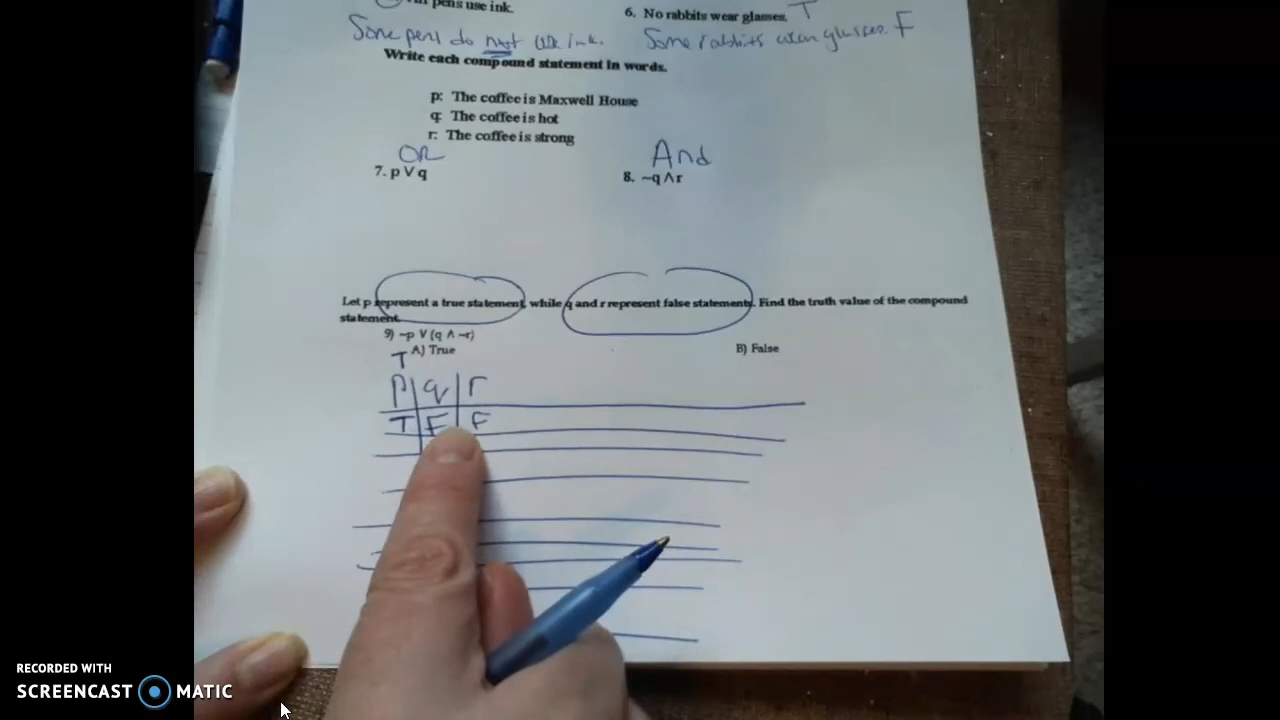 pens use ink.
6. No rabbits wear glasses. T
Some pens do not use ink. Some rabbits wear glasses. F
Write each compound statement in words.
p: The coffee is Maxwell House
q: The coffee is hot
r: The coffee is strong
OR And
7. p V q 8. ~q Λ r
Let p represent a true statement, while q and r represent false statements. Find the truth value of the compound
statement.
9) ~p V (q ∧ ~r)
A) True B) False
T
p q r
T F F
RECORDED WITH
SCREENCAST MATIC